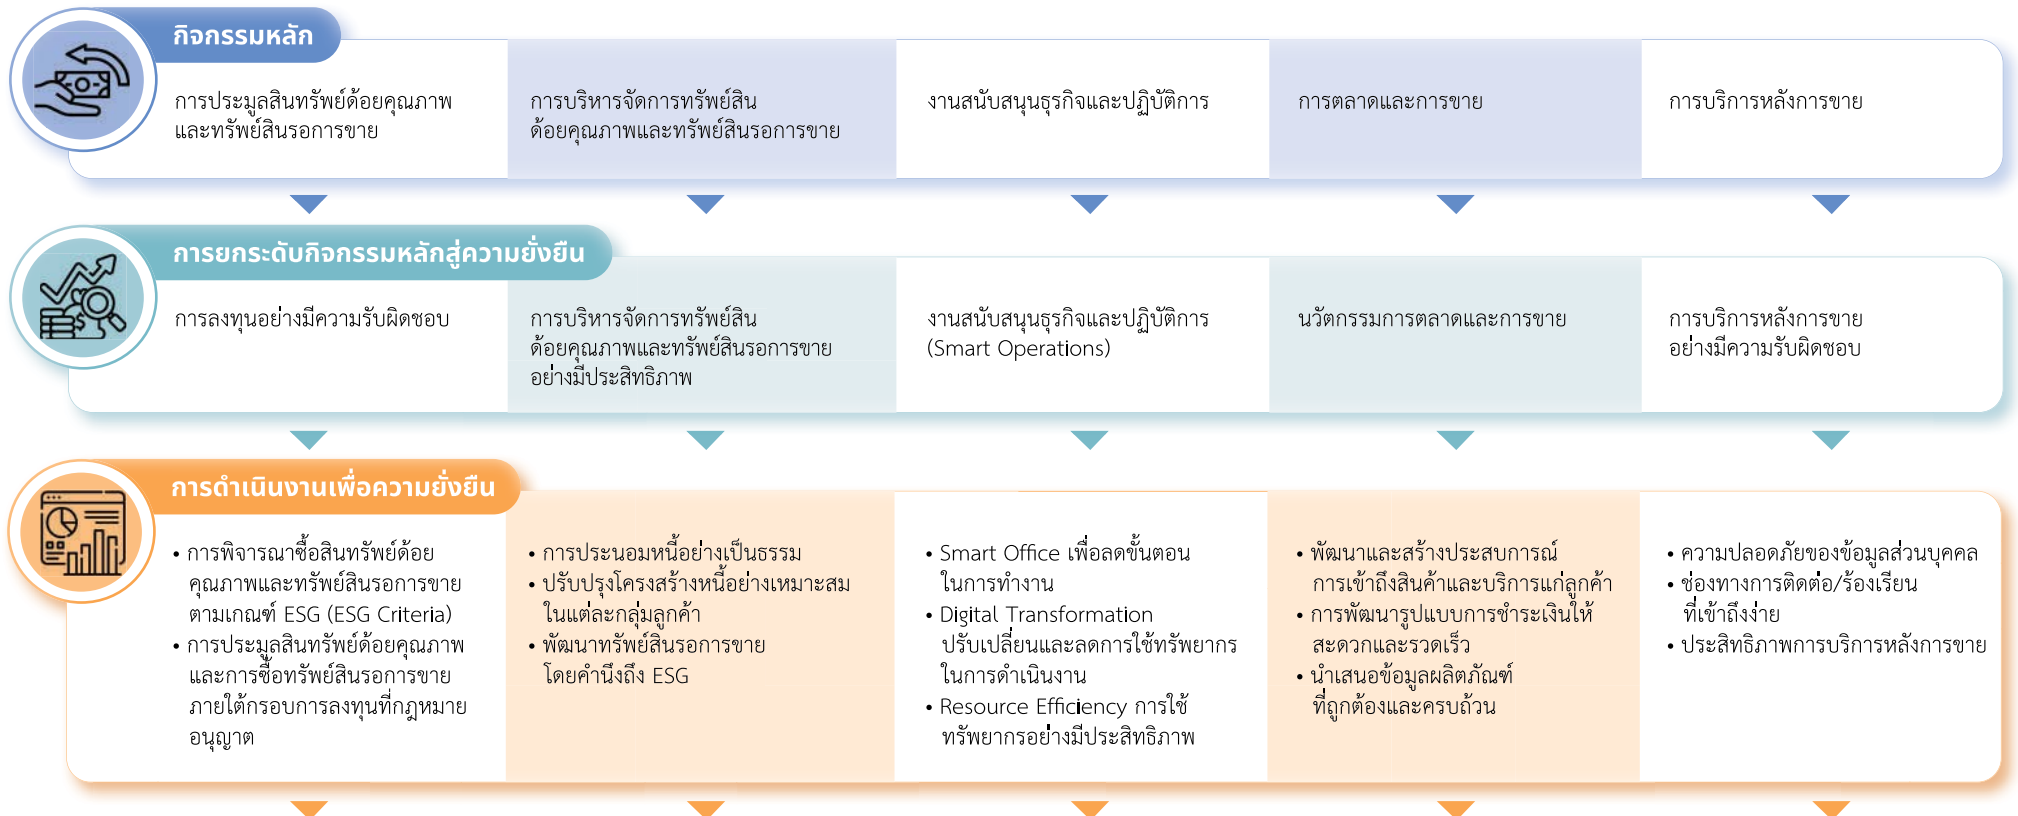 กิจกรรมหลัก
การประมูลสินทรัพย์ด้อยคุณภาพ
และทรัพย์สินรอการขาย
การบริหารจัดการทรัพย์สิน
ด้อยคุณภาพและทรัพย์สินรอการขาย
งานสนับสนุนธุรกิจและปฏิบัติการ
การตลาดและการขาย
การบริการหลังการขาย
การยกระดับกิจกรรมหลักสู่ความยั่งยืน
การลงทุนอย่างมีความรับผิดชอบ
การบริหารจัดการทรัพย์สิน
ด้อยคุณภาพและทรัพย์สินรอการขาย
อย่างมีประสิทธิภาพ
งานสนับสนุนธุรกิจและปฏิบัติการ
(Smart Operations)
นวัตกรรมการตลาดและการขาย
การบริการหลังการขาย
อย่างมีความรับผิดชอบ
การดำเนินงานเพื่อความยั่งยืน
• การพิจารณาซื้อสินทรัพย์ด้อย
คุณภาพและทรัพย์สินรอการขาย
ตามเกณฑ์ ESG (ESG Criteria)
• การประมูลสินทรัพย์ด้อยคุณภาพ
และการซื้อทรัพย์สินรอการขาย
ภายใต้กรอบการลงทุนที่กฎหมาย
อนุญาต
• การประนอมหนี้อย่างเป็นธรรม
• ปรับปรุงโครงสร้างหนี้อย่างเหมาะสม
ในแต่ละกลุ่มลูกค้า
• พัฒนาทรัพย์สินรอการขาย
โดยคำนึงถึง ESG
• Smart Office เพื่อลดขั้นตอน
ในการทำงาน
• Digital Transformation
ปรับเปลี่ยนและลดการใช้ทรัพยากร
ในการดำเนินงาน
• Resource Efficiency การใช้
ทรัพยากรอย่างมีประสิทธิภาพ
• พัฒนาและสร้างประสบการณ์
การเข้าถึงสินค้าและบริการแก่ลูกค้า
• การพัฒนารูปแบบการชำระเงินให้
สะดวกและรวดเร็ว
• นำเสนอข้อมูลผลิตภัณฑ์
ที่ถูกต้องและครบถ้วน
• ความปลอดภัยของข้อมูลส่วนบุคคล
• ช่องทางการติดต่อ/ร้องเรียน
ที่เข้าถึงง่าย
• ประสิทธิภาพการบริการหลังการขาย